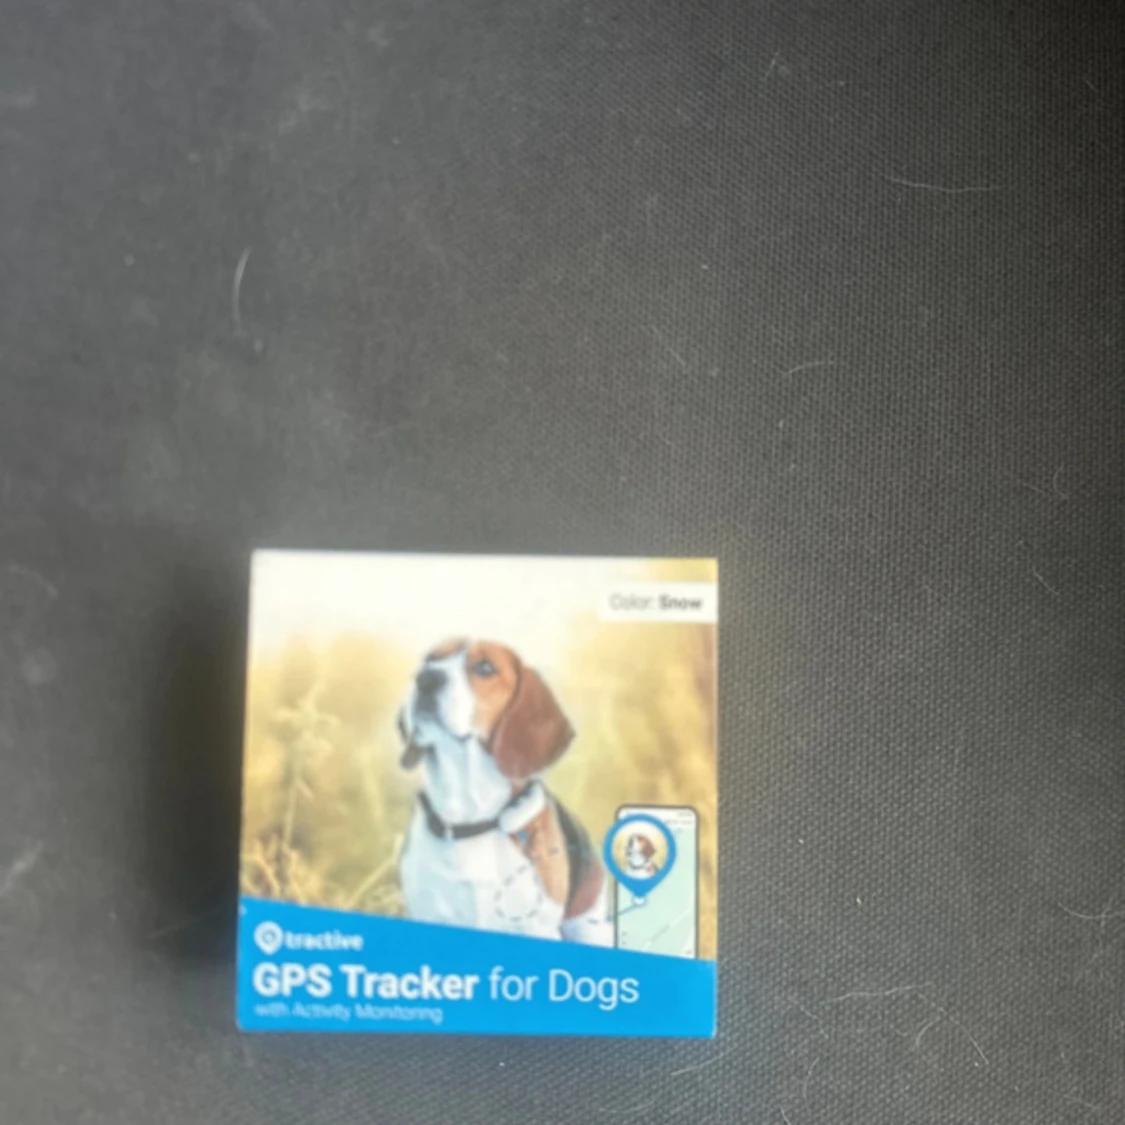 Color: Snow
tractive
GPS Tracker for Dogs
with Activity Monitoring